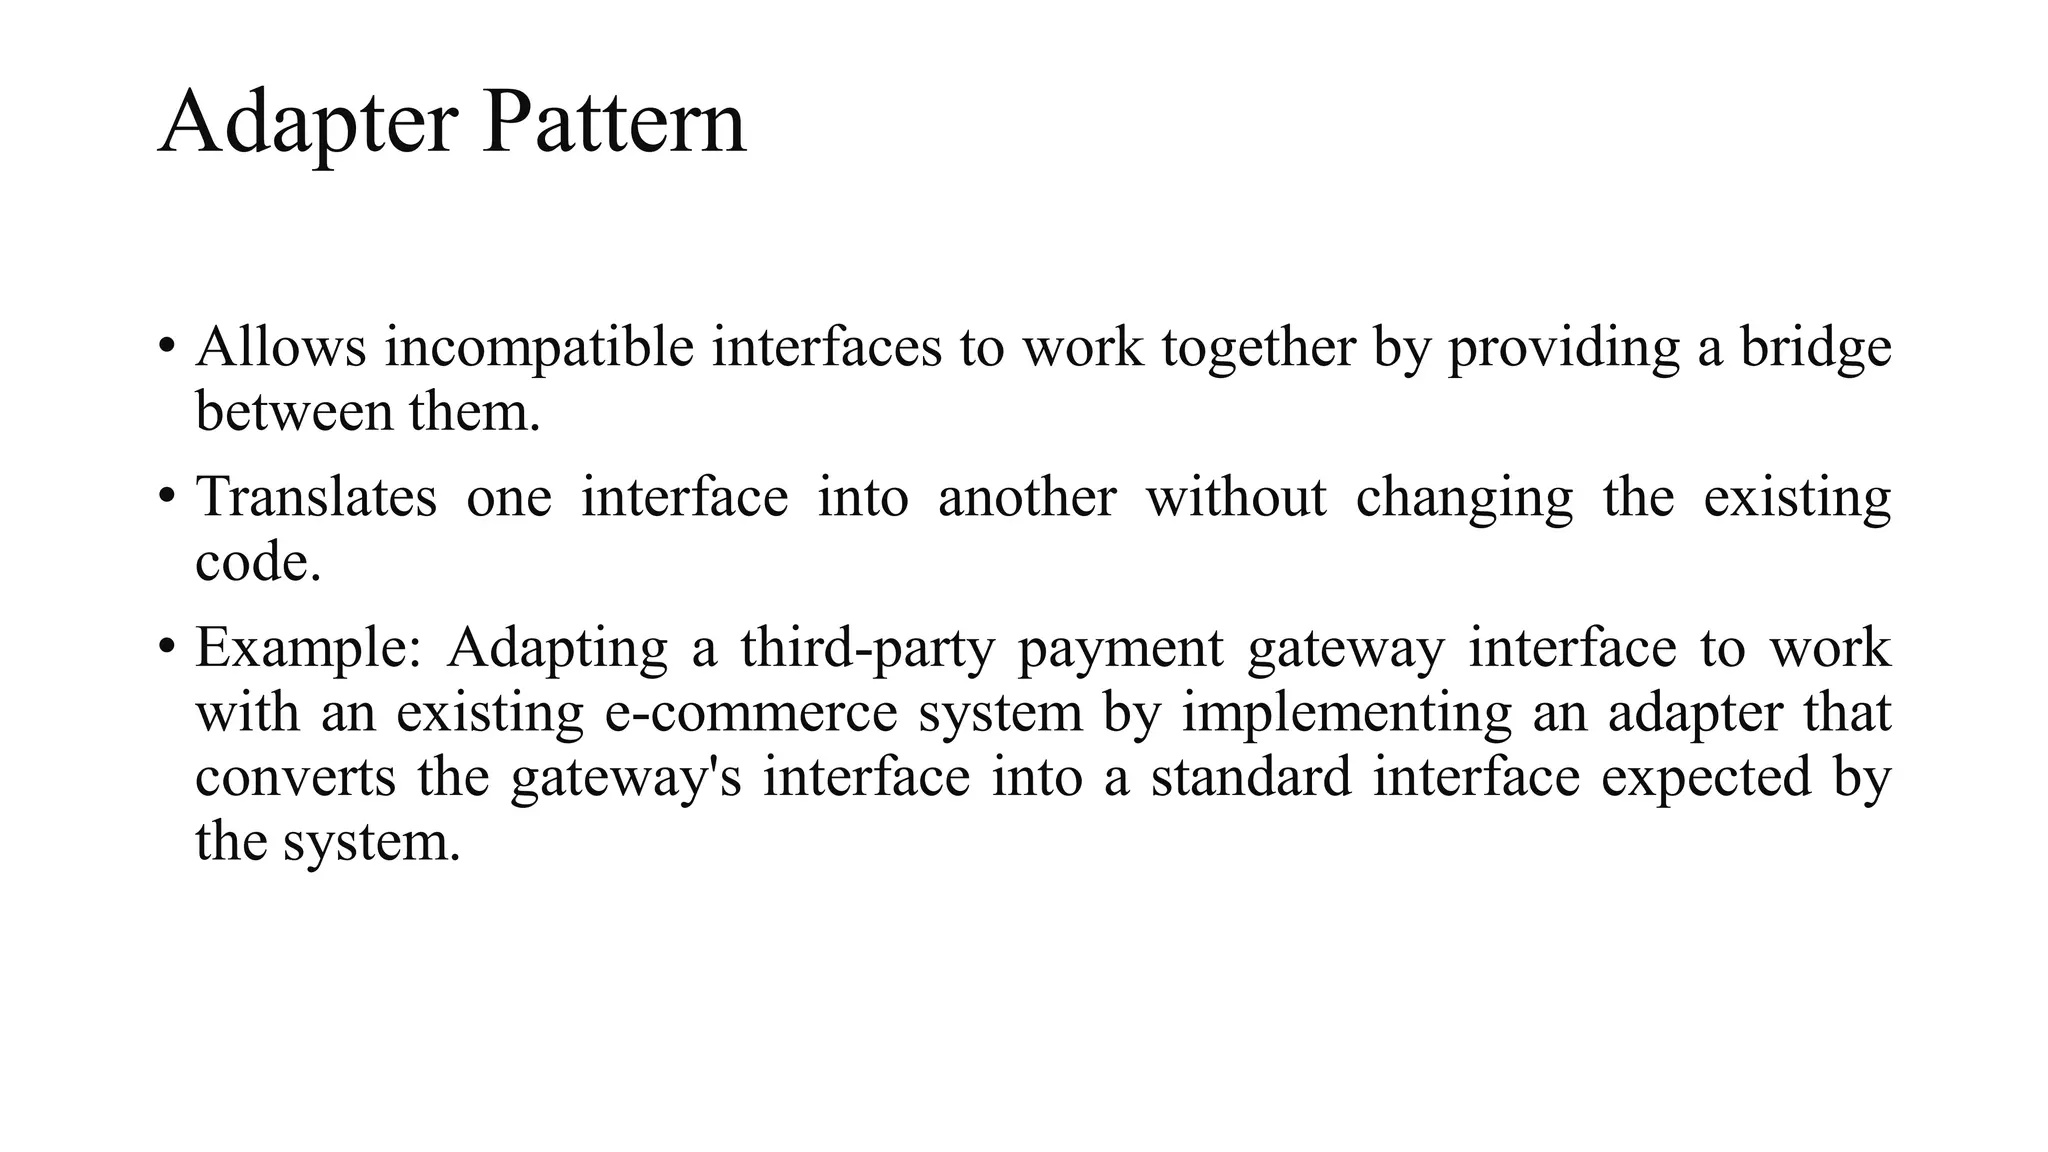 Adapter Pattern
• Allows incompatible interfaces to work together by providing a bridge
between them.
• Translates one interface into another without changing the existing
code.
• Example: Adapting a third-party payment gateway interface to work
with an existing e-commerce system by implementing an adapter that
converts the gateway's interface into a standard interface expected by
the system.